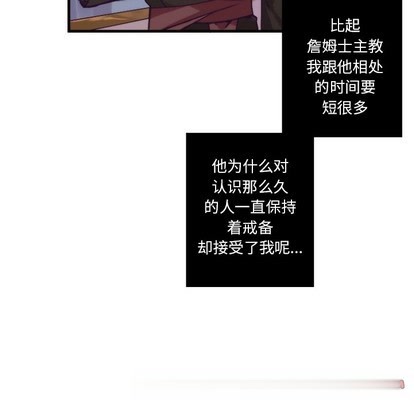 比起
詹姆士主教
我跟他相处
的时间要
短很多
他为什么对
认识那么久
的人一直保持
着戒备
却接受了我呢...